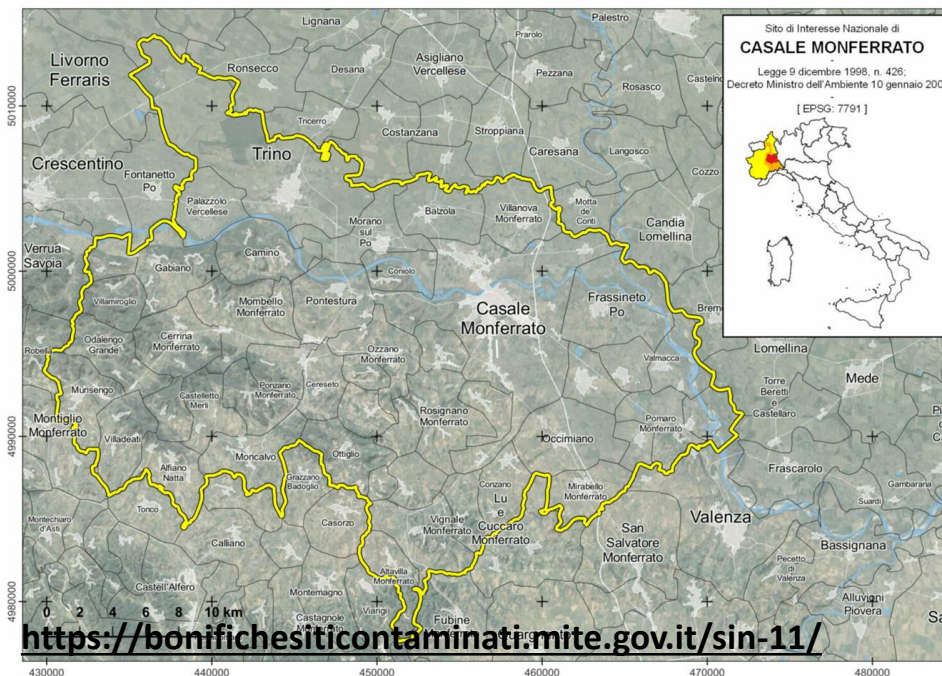 Sito di Interesse Nazionale di
CASALE MONFERRATO
-
Legge 9 dicembre 1998, n. 426;
Decreto Ministro dell'Ambiente 10 gennaio 200
-
[ EPSG: 7791 ]
Lignana
Palestro
Prarolo
Livorno
Ferraris
Ronsecco
Desana
Asigliano
Vercellese
Pezzana
Rosasco
5010000
Tricerro
Costanzana
Stroppiana
Trino
Crescentino
Caresana
Langosco
Cozzo
Fontanetto
Po
Palazzolo
Vercellese
Balzola
Villanova
Monferrato
Motta
de'
Conti
Morano
sul
Po
Candia
Lomellina
Verrua
Savoia
Gabiano
Camino
Coniolo
5000000
Villamiroglio
Mombello
Monferrato
Pontestura
Casale
Monferrato
Frassineto
Po
Odalengo
Grande
Cerrina
Monferrato
Robella
Ozzano
Monferrato
Valmacca
Lomellina
Murisengo
Castelletto
Merli
Ponzano
Monferrato
Cereseto
Torre
Beretti
e
Castellaro
Mede
Montiglio
Monferrato
Rosignano
Monferrato
Pomaro
Monferrato
Villadeati
Occimiano
4990000
Alfiano
Natta
Moncalvo
Ottiglio
Frascarolo
Grazzano
Badoglio
Conzano
Mirabello
Monferrato
Gambarana
Suardi
Tonco
Lu
e
Cuccaro
Monferrato
Valenza
Montechiaro
d'Asti
Casorzo
Vignale
Monferrato
San
Salvatore
Monferrato
Calliano
Bassignana
Altavilla
Monferrato
Pecetto
di
Valenza
Castell'Alfero
Montemagno
Alluvioni
Piovera
4980000
0 2 4 6 8 10 km
Viarigi
Castagnole
Fubine
https://bonifichesiticontaminati.mite.gov.it/sin-11/
430000 440000 450000 460000 470000 480000